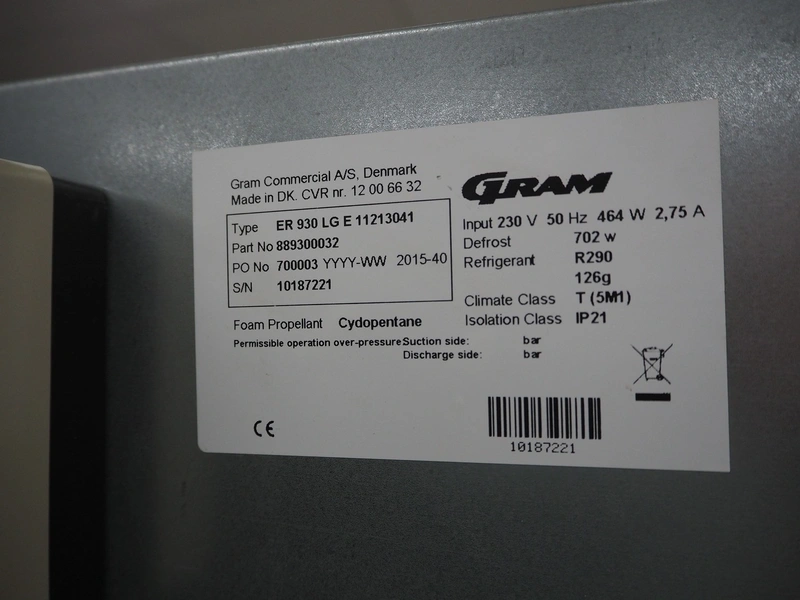 Gram Commercial A/S, Denmark
Made in DK. CVR nr. 12 00 66 32
GRAM
Type ER 930 LG E 11213041
Part No 889300032
PO No 700003 YYYY-WW 2015-40
S/N 10187221
Input 230 V 50 Hz 464 W 2,75 A
Defrost 702 w
Refrigerant R290
126g
Climate Class T (5M1)
Isolation Class IP21
Foam Propellant Cydopentane
Permissible operation over-pressure Suction side: bar
Discharge side: bar
CE
10187221